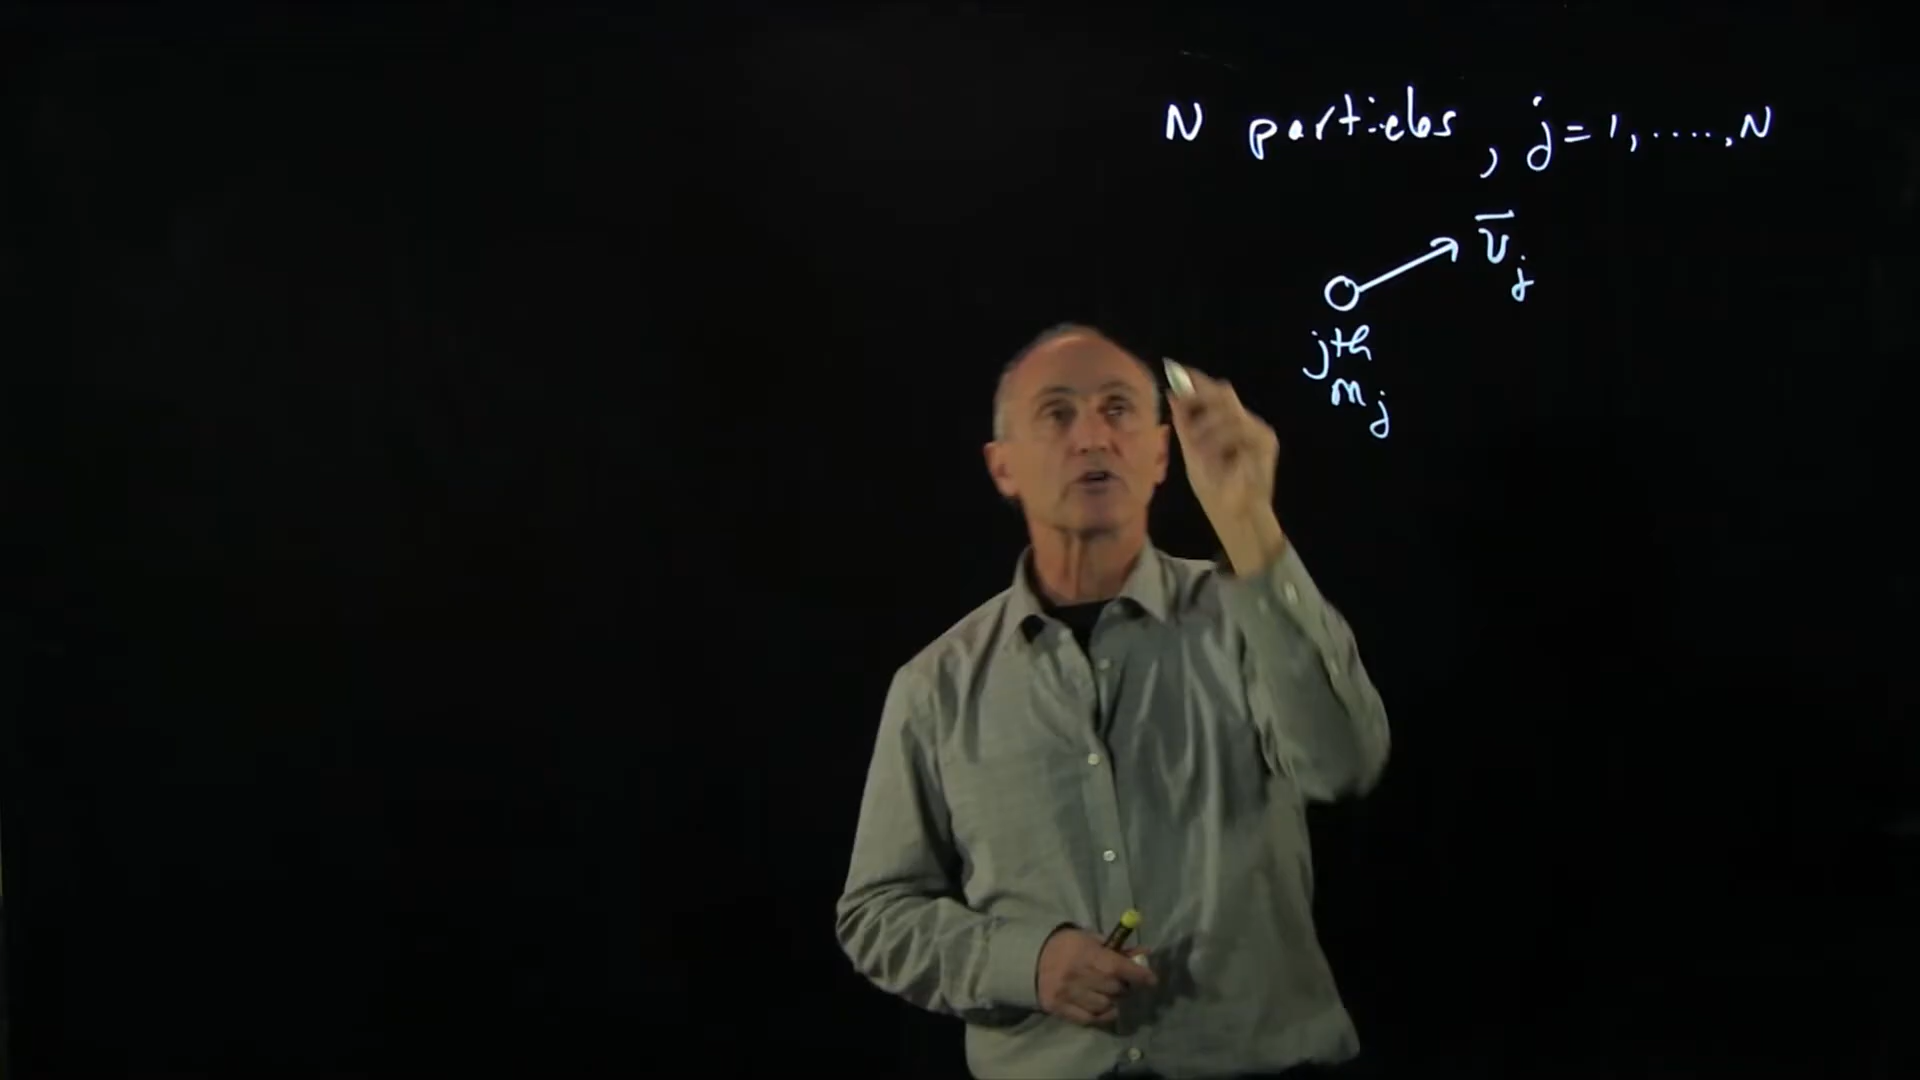 N particles, j = 1, ...., N
v̅j
jth
mj